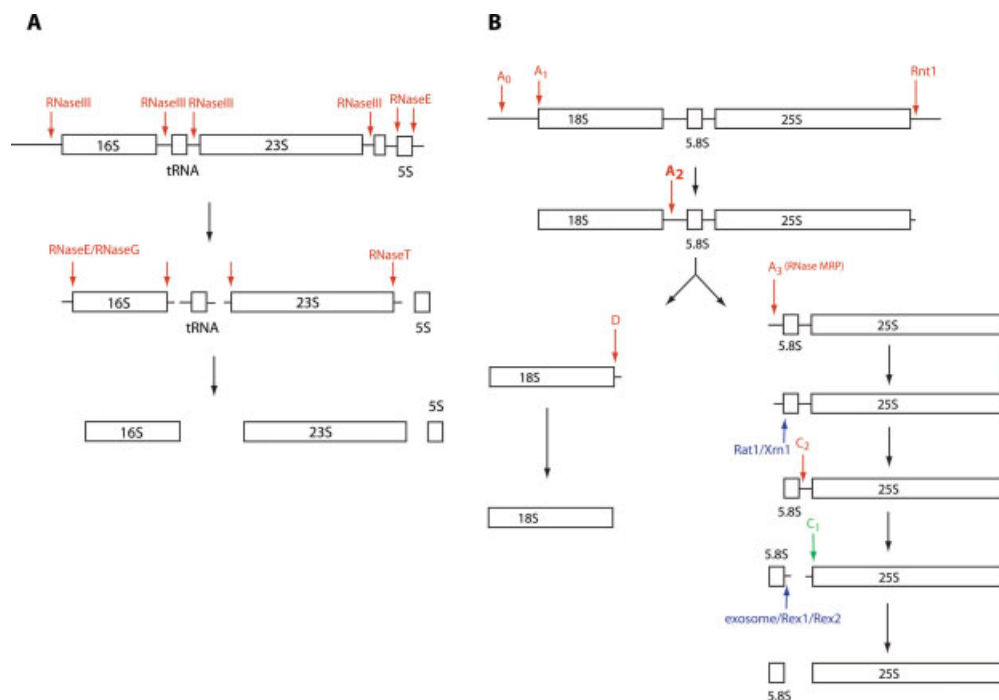 A
RNaseIII RNaseIII RNaseIII RNaseIII RNaseE
16S 23S
tRNA 5S
RNaseE/RNaseG RNaseT
16S 23S
tRNA 5S
5S
16S 23S
B
A0 A1 Rnt1
18S 25S
5.8S
A2
18S 25S
5.8S
A3 (RNase MRP)
25S
5.8S
D
18S
25S
Rat1/Xrn1
C2
25S
5.8S
18S
C1
5.8S
25S
exosome/Rex1/Rex2
25S
5.8S